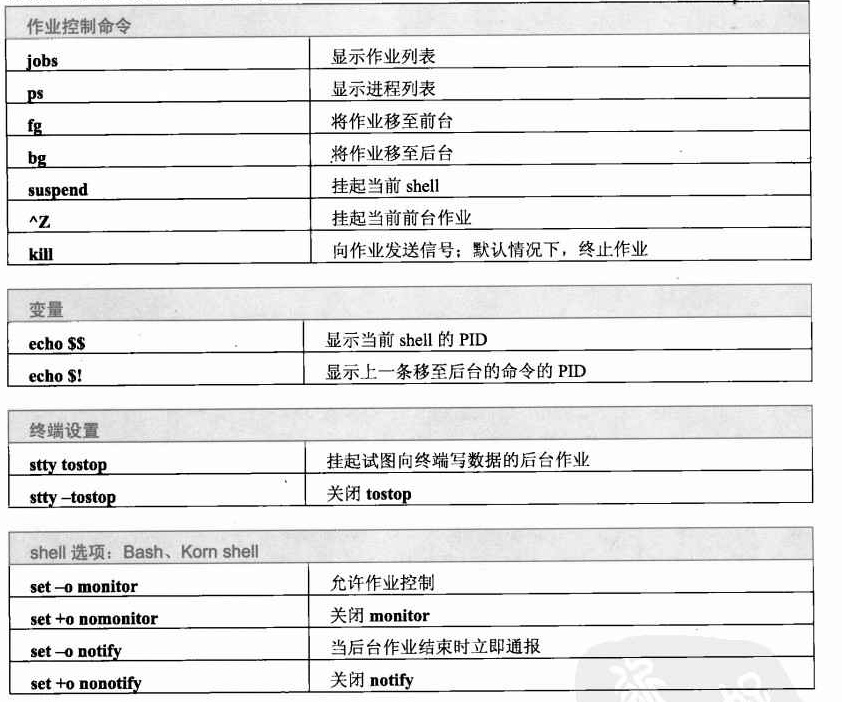 作业控制命令
jobs 显示作业列表
ps 显示进程列表
fg 将作业移至前台
bg 将作业移至后台
suspend 挂起当前 shell
^Z 挂起当前前台作业
kill 向作业发送信号；默认情况下，终止作业
变量
echo $$ 显示当前 shell 的 PID
echo $! 显示上一条移至后台的命令的 PID
终端设置
stty tostop 挂起试图向终端写数据的后台作业
stty –tostop 关闭 tostop
shell 选项：Bash、Korn shell
set –o monitor 允许作业控制
set +o nomonitor 关闭 monitor
set –o notify 当后台作业结束时立即通报
set +o nonotify 关闭 notify